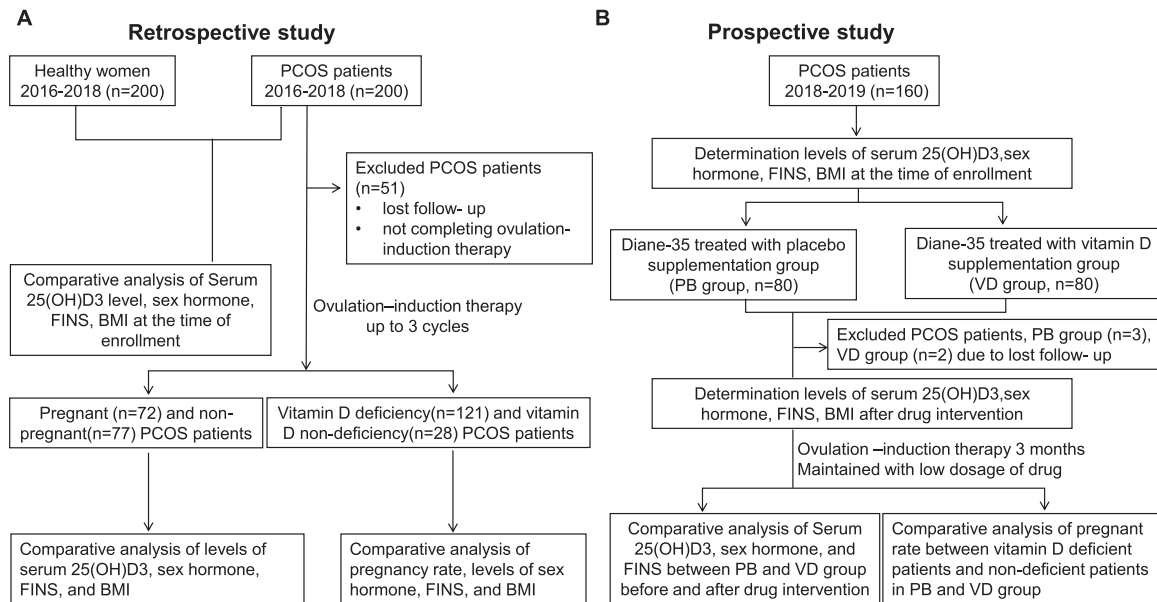 A
Retrospective study
Healthy women
2016-2018 (n=200)
PCOS patients
2016-2018 (n=200)
Excluded PCOS patients
(n=51)
• lost follow- up
• not completing ovulation-
induction therapy
Comparative analysis of Serum
25(OH)D3 level, sex hormone,
FINS, BMI at the time of
enrollment
Ovulation–induction therapy
up to 3 cycles
Pregnant (n=72) and non-
pregnant(n=77) PCOS patients
Vitamin D deficiency(n=121) and vitamin
D non-deficiency(n=28) PCOS patients
Comparative analysis of levels of
serum 25(OH)D3, sex hormone,
FINS, and BMI
Comparative analysis of
pregnancy rate, levels of sex
hormone, FINS, and BMI
B
Prospective study
PCOS patients
2018-2019 (n=160)
Determination levels of serum 25(OH)D3,sex
hormone, FINS, BMI at the time of enrollment
Diane-35 treated with placebo
supplementation group
(PB group, n=80)
Diane-35 treated with vitamin D
supplementation group
(VD group, n=80)
Excluded PCOS patients, PB group (n=3),
VD group (n=2) due to lost follow- up
Determination levels of serum 25(OH)D3,sex
hormone, FINS, BMI after drug intervention
Ovulation –induction therapy 3 months
Maintained with low dosage of drug
Comparative analysis of Serum
25(OH)D3, sex hormone, and
FINS between PB and VD group
before and after drug intervention
Comparative analysis of pregnant
rate between vitamin D deficient
patients and non-deficient patients
in PB and VD group